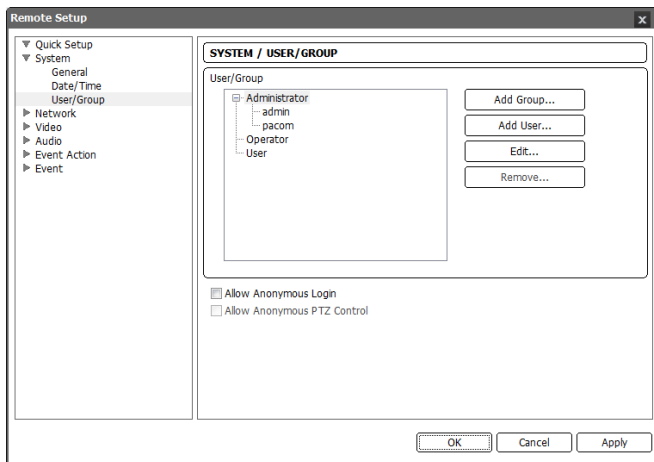 Remote Setup
x
Quick Setup
System
General
Date/Time
User/Group
Network
Video
Audio
Event Action
Event
SYSTEM / USER/GROUP
User/Group
Administrator
admin
pacom
Operator
User
Add Group...
Add User...
Edit...
Remove...
Allow Anonymous Login
Allow Anonymous PTZ Control
OK
Cancel
Apply